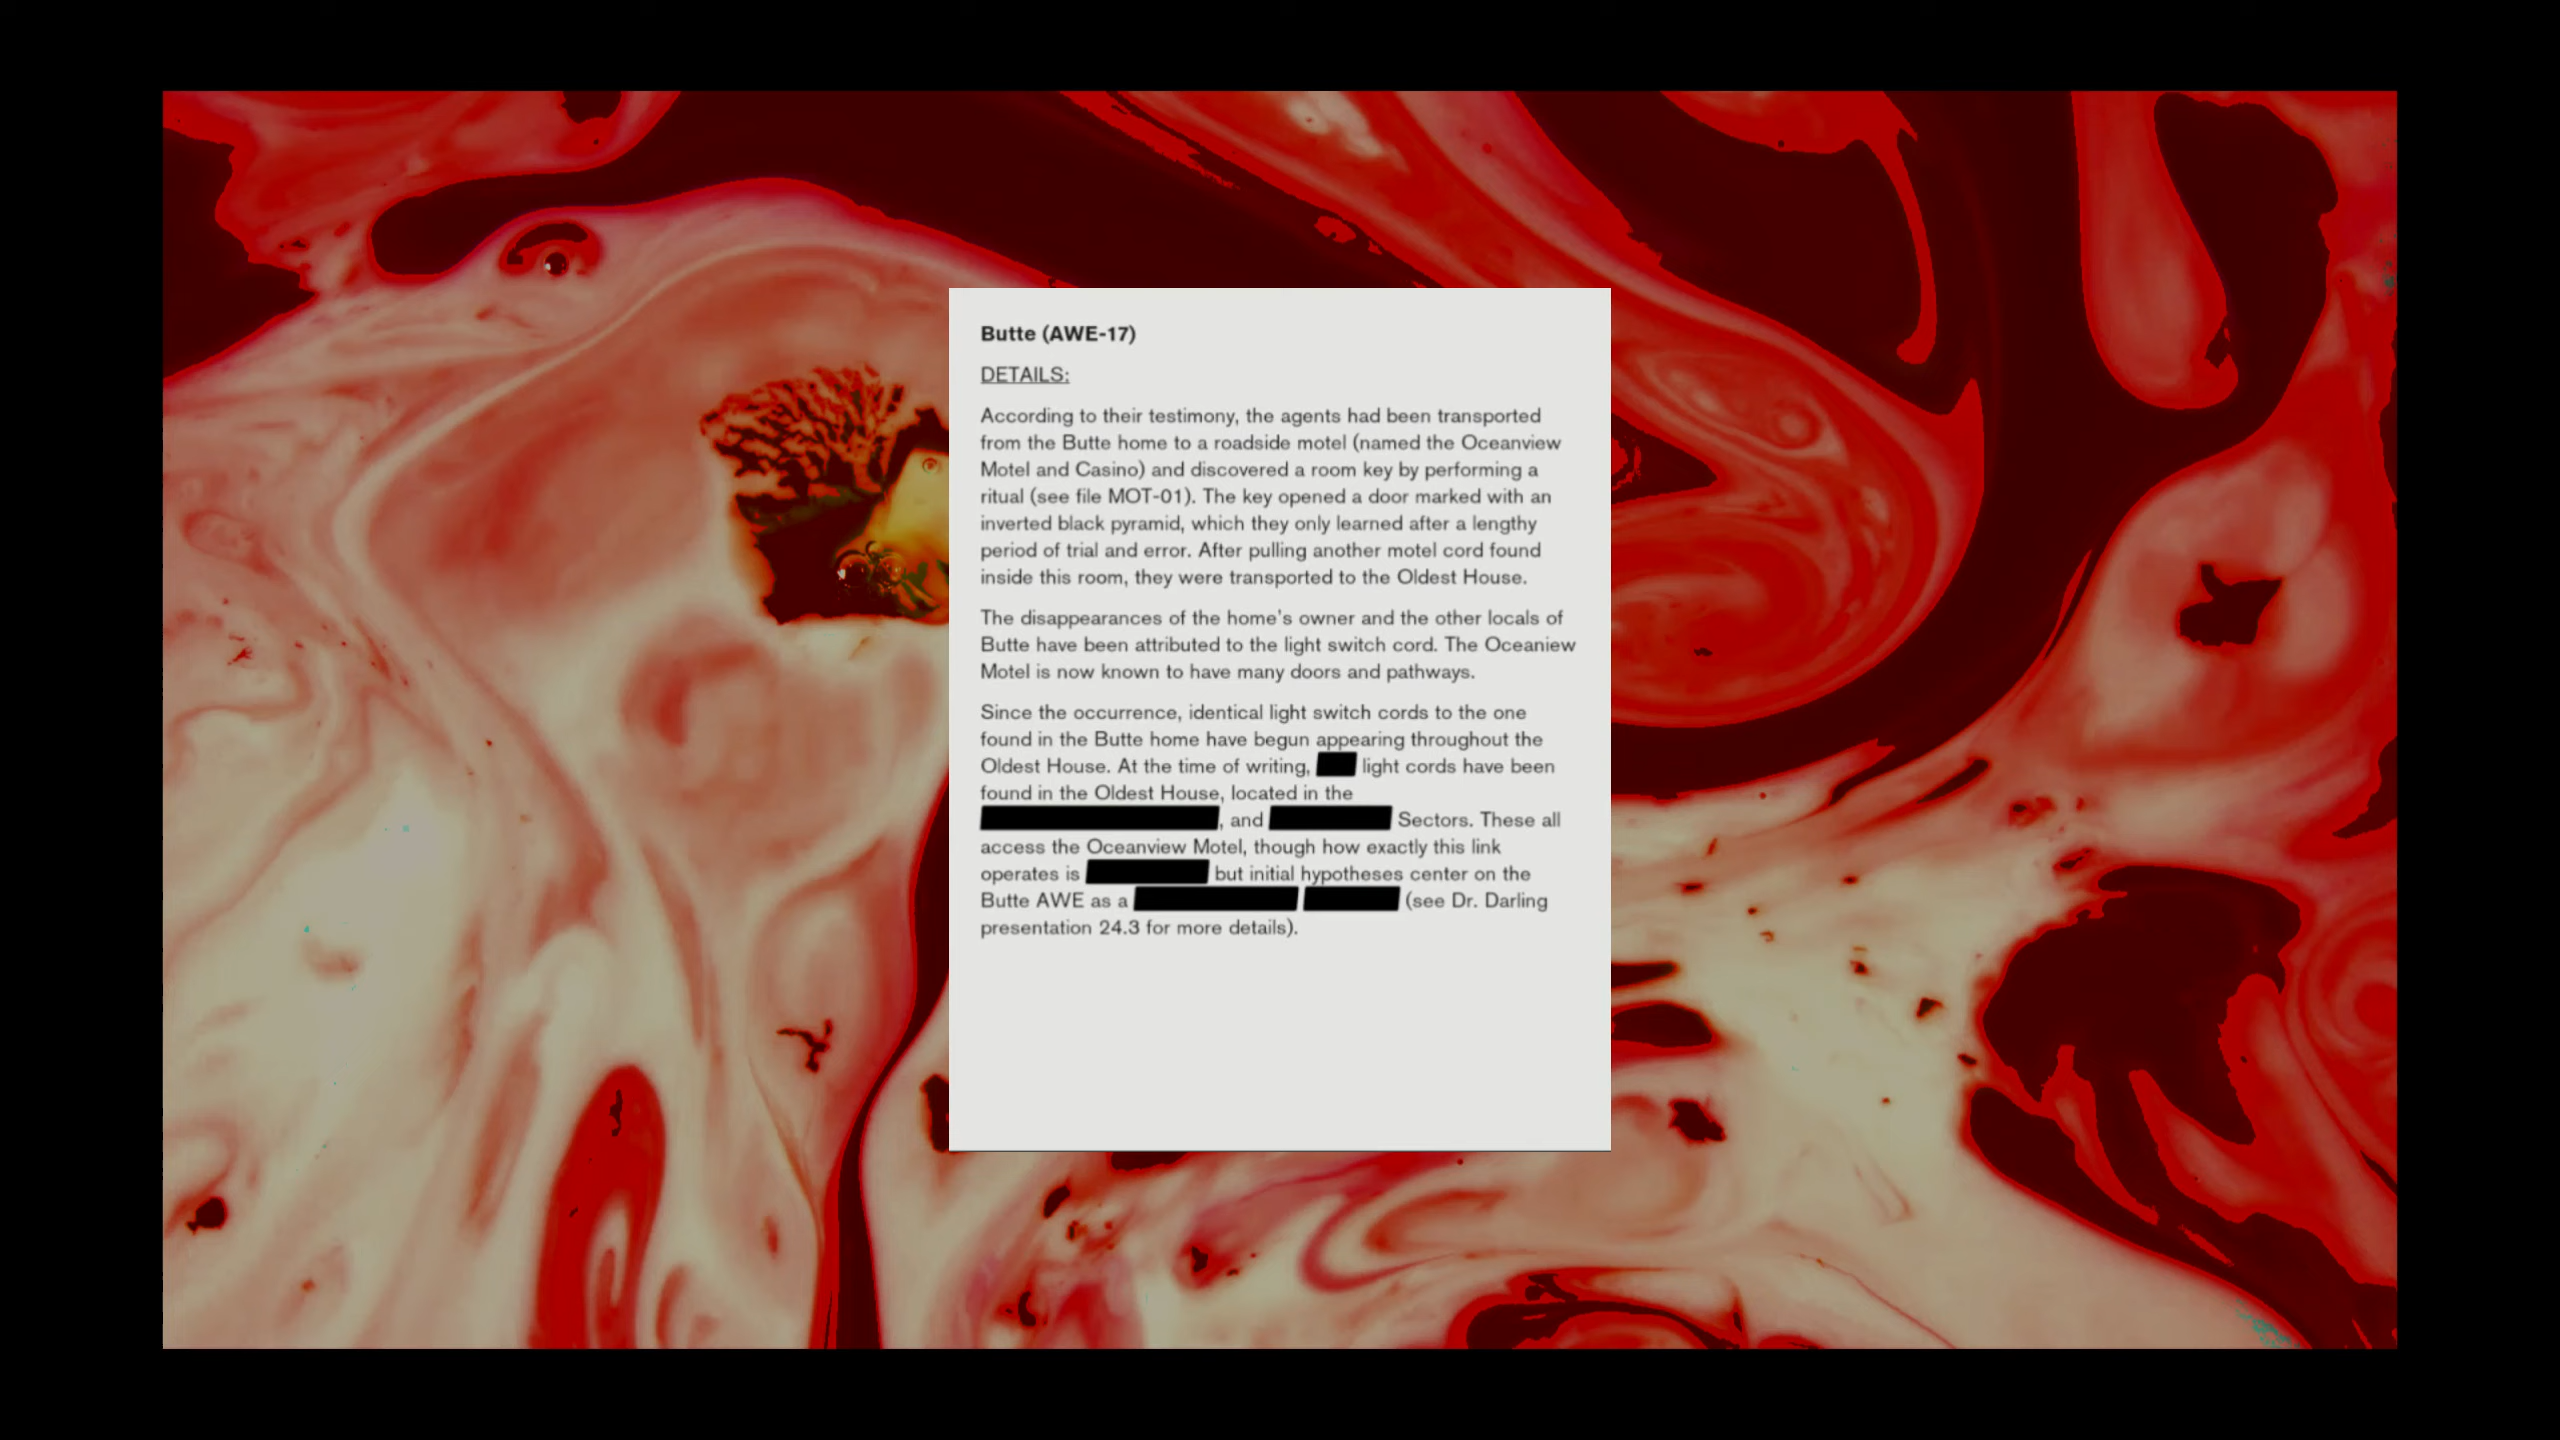 Butte (AWE-17)
DETAILS:
According to their testimony, the agents had been transported
from the Butte home to a roadside motel (named the Oceanview
Motel and Casino) and discovered a room key by performing a
ritual (see file MOT-01). The key opened a door marked with an
inverted black pyramid, which they only learned after a lengthy
period of trial and error. After pulling another motel cord found
inside this room, they were transported to the Oldest House.
The disappearances of the home's owner and the other locals of
Butte have been attributed to the light switch cord. The Oceaniew
Motel is now known to have many doors and pathways.
Since the occurrence, identical light switch cords to the one
found in the Butte home have begun appearing throughout the
Oldest House. At the time of writing, light cords have been
found in the Oldest House, located in the
, and Sectors. These all
access the Oceanview Motel, though how exactly this link
operates is but initial hypotheses center on the
Butte AWE as a (see Dr. Darling
presentation 24.3 for more details).